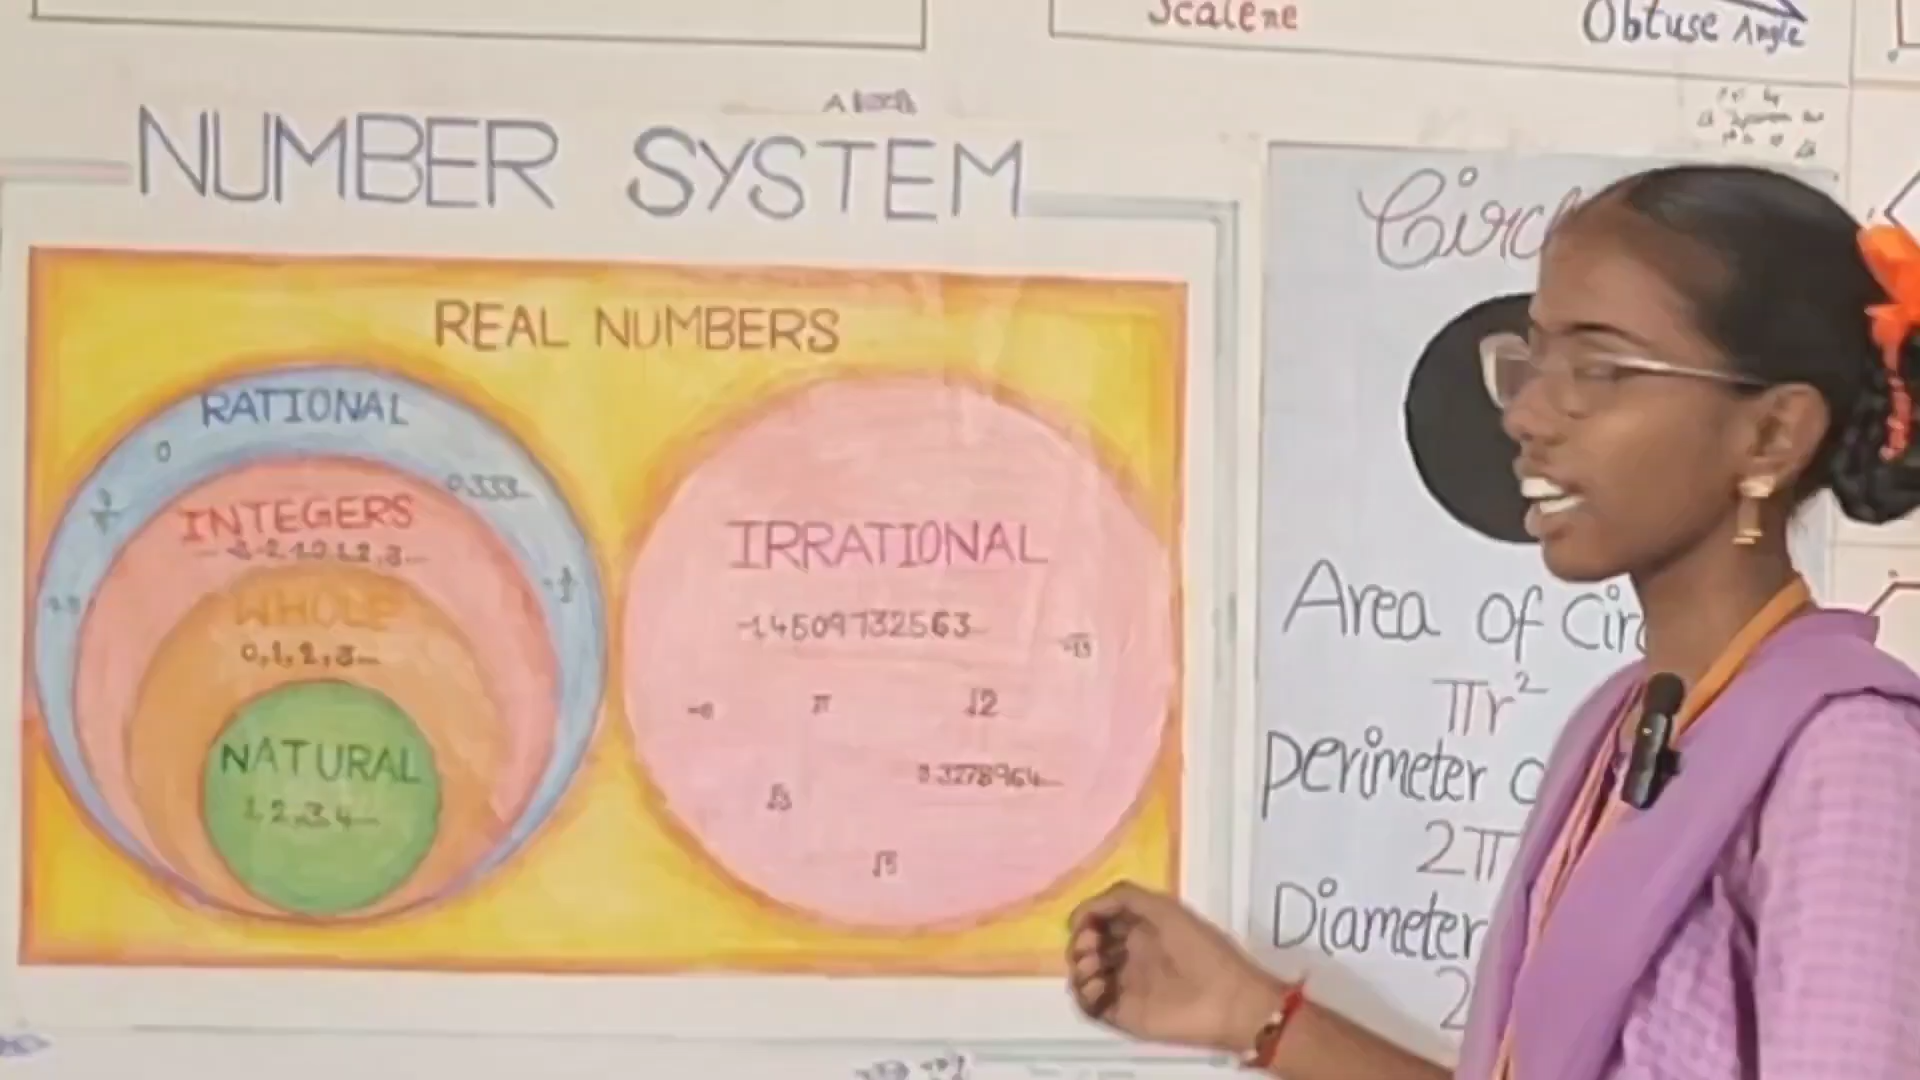 Scalene
Obtuse Angle
NUMBER SYSTEM
REAL NUMBERS
RATIONAL
0
0.333...
INTEGERS
... -3,-2,-1,0,1,2,3...
WHOLE
0,1,2,3...
NATURAL
1,2,3,4...
IRRATIONAL
-1.4509732563...
π
√2
0.3278964...
√3
√5
Area of Cir
πr²
Perimeter
2π
Diameter
2